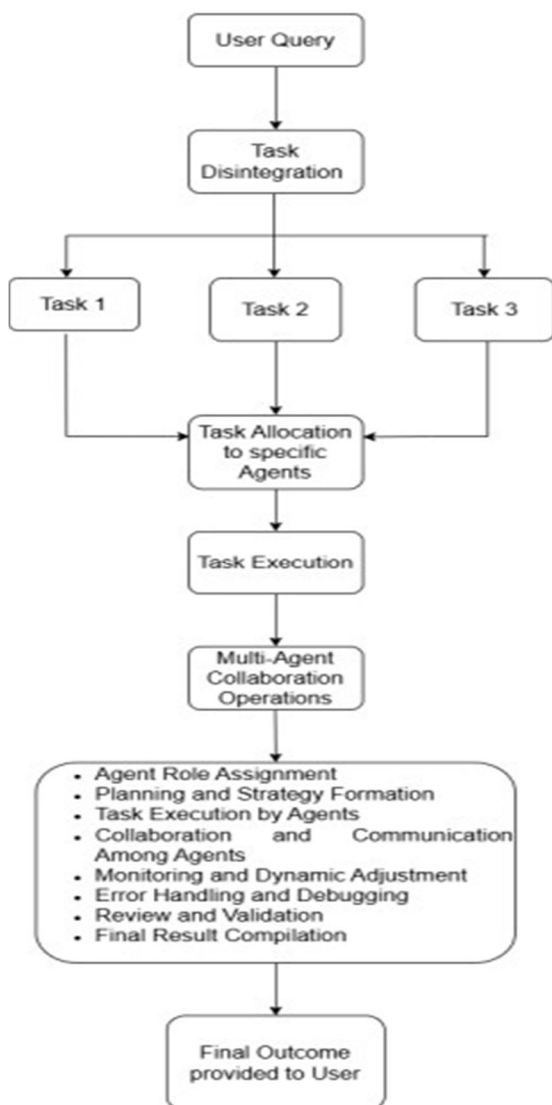 User Query
Task
Disintegration
Task 1
Task 2
Task 3
Task Allocation
to specific
Agents
Task Execution
Multi-Agent
Collaboration
Operations
• Agent Role Assignment
• Planning and Strategy Formation
• Task Execution by Agents
• Collaboration and Communication
Among Agents
• Monitoring and Dynamic Adjustment
• Error Handling and Debugging
• Review and Validation
• Final Result Compilation
Final Outcome
provided to User